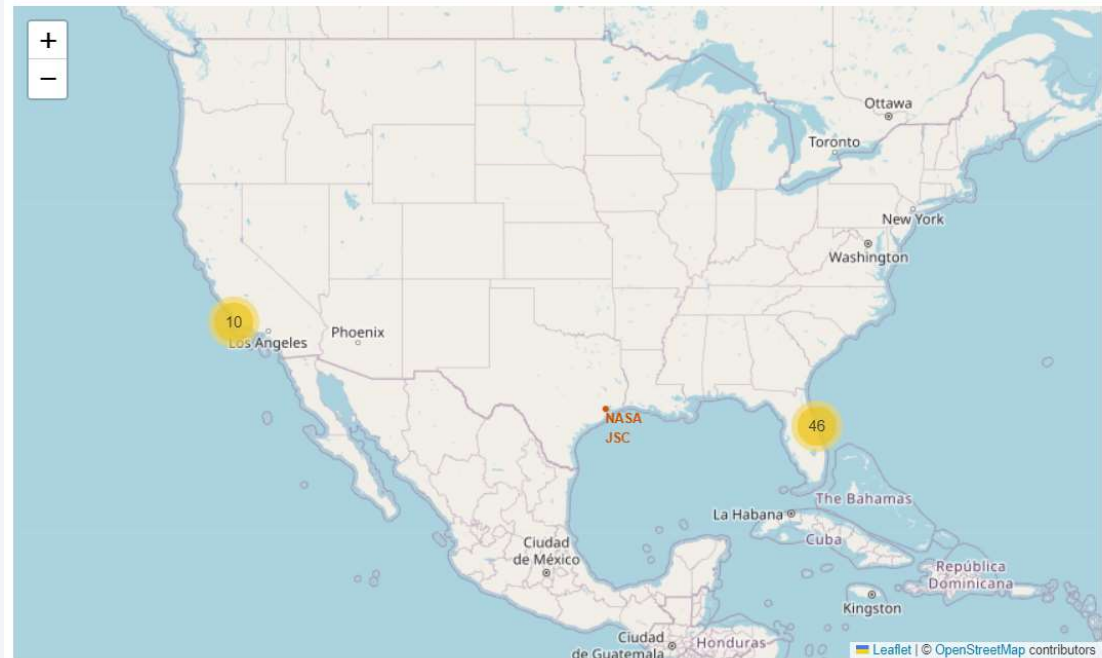 +
−
Ottawa
Toronto
New York
Washington
10
Los Angeles
Phoenix
NASA
JSC
46
The Bahamas
La Habana
Cuba
Ciudad
de México
República
Dominicana
Kingston
Ciudad
de Guatemala
Honduras
Leaflet | © OpenStreetMap contributors